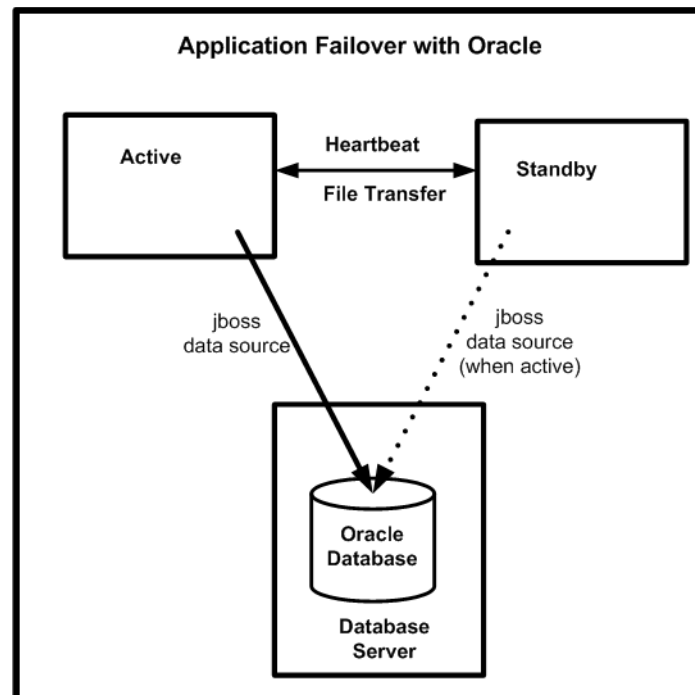 Application Failover with Oracle
Active
Heartbeat
File Transfer
Standby
jboss
data source
jboss
data source
(when active)
Oracle
Database
Database
Server